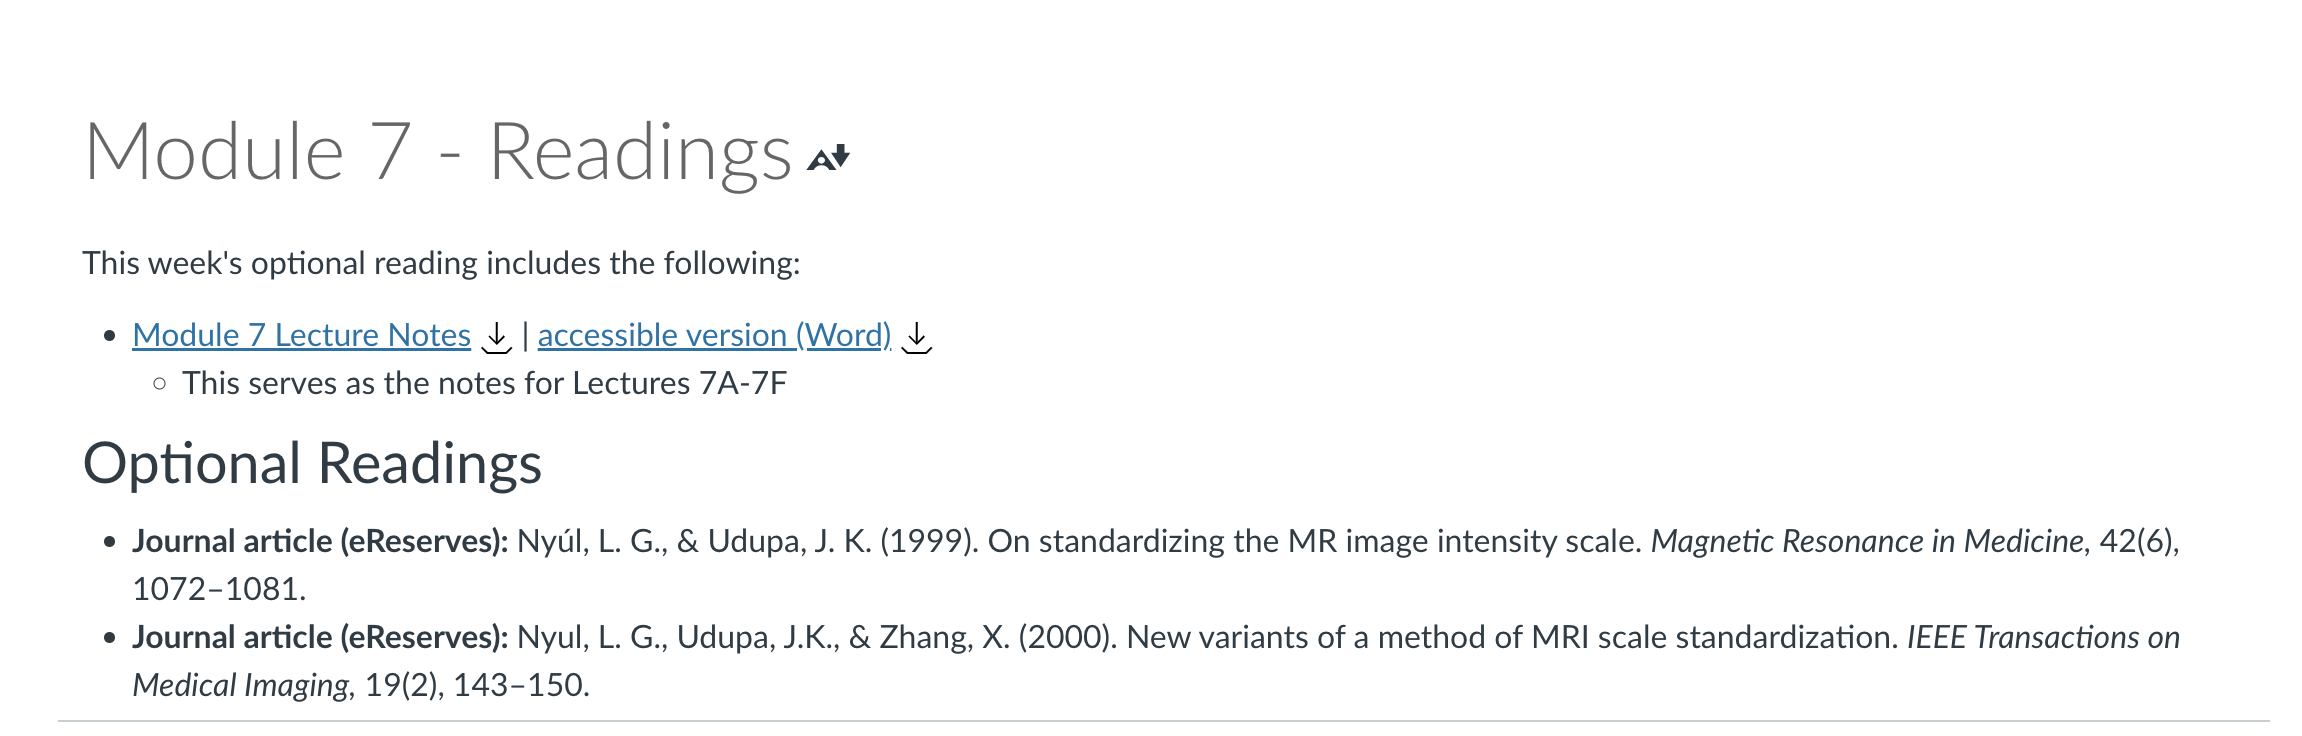 Module 7 - Readings
This week's optional reading includes the following:
Module 7 Lecture Notes | accessible version (Word)
This serves as the notes for Lectures 7A-7F
Optional Readings
Journal article (eReserves): Nyúl, L. G., & Udupa, J. K. (1999). On standardizing the MR image intensity scale. Magnetic Resonance in Medicine, 42(6),
1072–1081.
Journal article (eReserves): Nyul, L. G., Udupa, J.K., & Zhang, X. (2000). New variants of a method of MRI scale standardization. IEEE Transactions on
Medical Imaging, 19(2), 143–150.